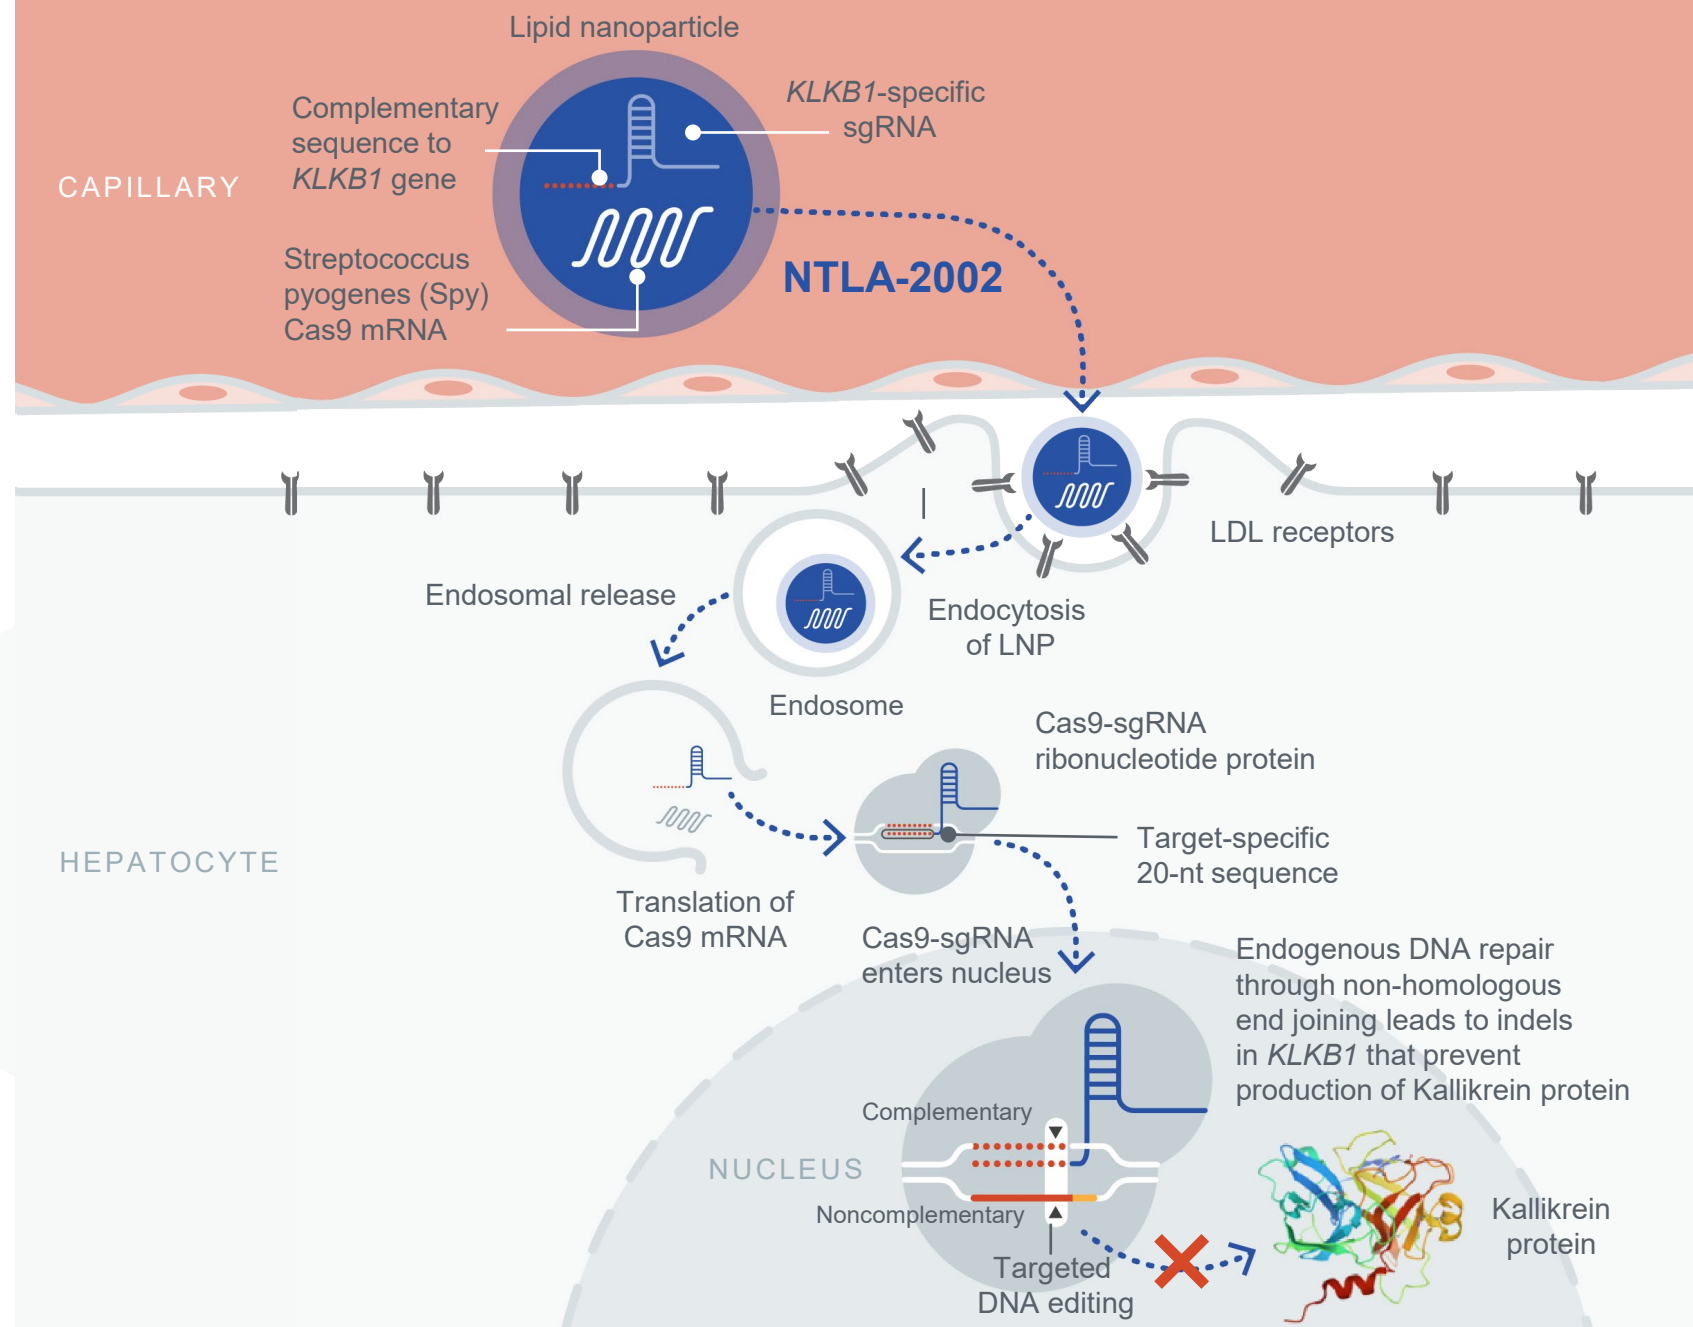 Lipid nanoparticle
Complementary
sequence to
KLKB1 gene
KLKB1-specific
sgRNA
CAPILLARY
Streptococcus
pyogenes (Spy)
Cas9 mRNA
NTLA-2002
LDL receptors
Endosomal release
Endocytosis
of LNP
Endosome
Cas9-sgRNA
ribonucleotide protein
Target-specific
20-nt sequence
HEPATOCYTE
Translation of
Cas9 mRNA
Cas9-sgRNA
enters nucleus
Endogenous DNA repair
through non-homologous
end joining leads to indels
in KLKB1 that prevent
production of Kallikrein protein
Complementary
NUCLEUS
Noncomplementary
Targeted
DNA editing
Kallikrein
protein